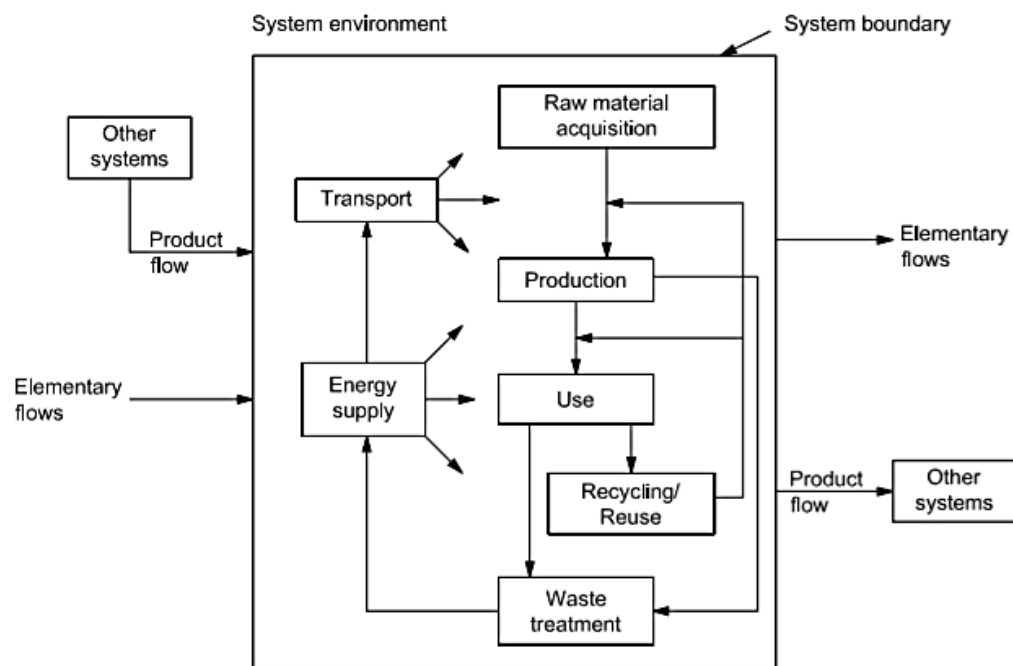 System environment
System boundary
Raw material
acquisition
Other
systems
Transport
Product
flow
Elementary
flows
Production
Energy
supply
Elementary
flows
Use
Recycling/
Reuse
Product
flow
Other
systems
Waste
treatment